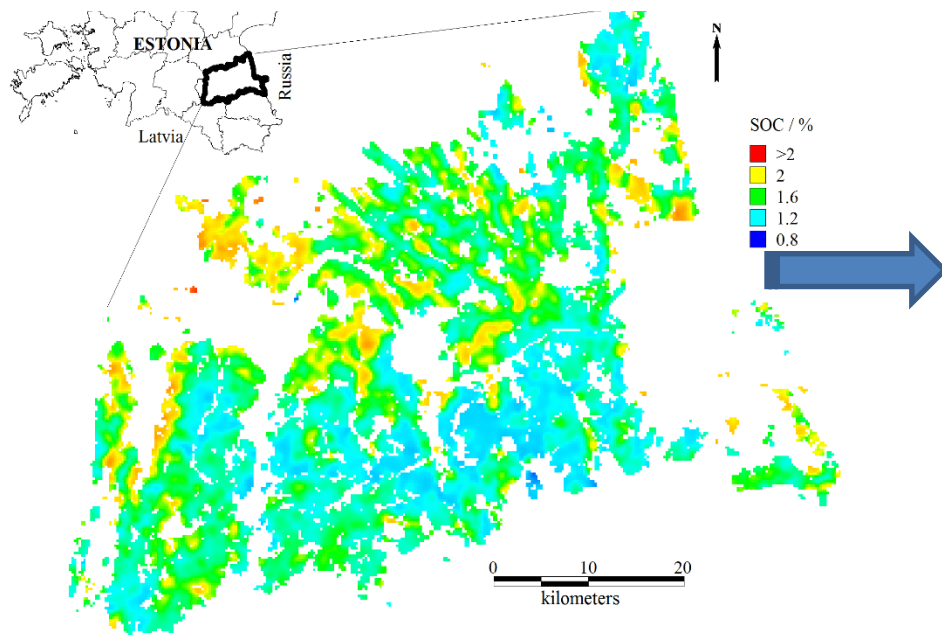 ESTONIA
Russia
Latvia
N
SOC / %
>2
2
1.6
1.2
0.8
0 10 20
kilometers